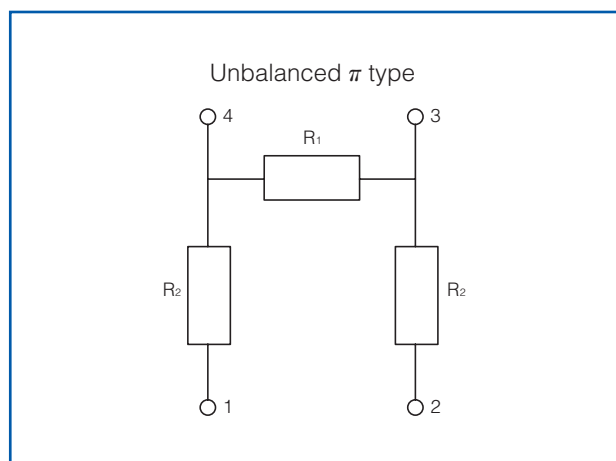 Unbalanced π type
4
3
R₁
R₂
R₂
1
2